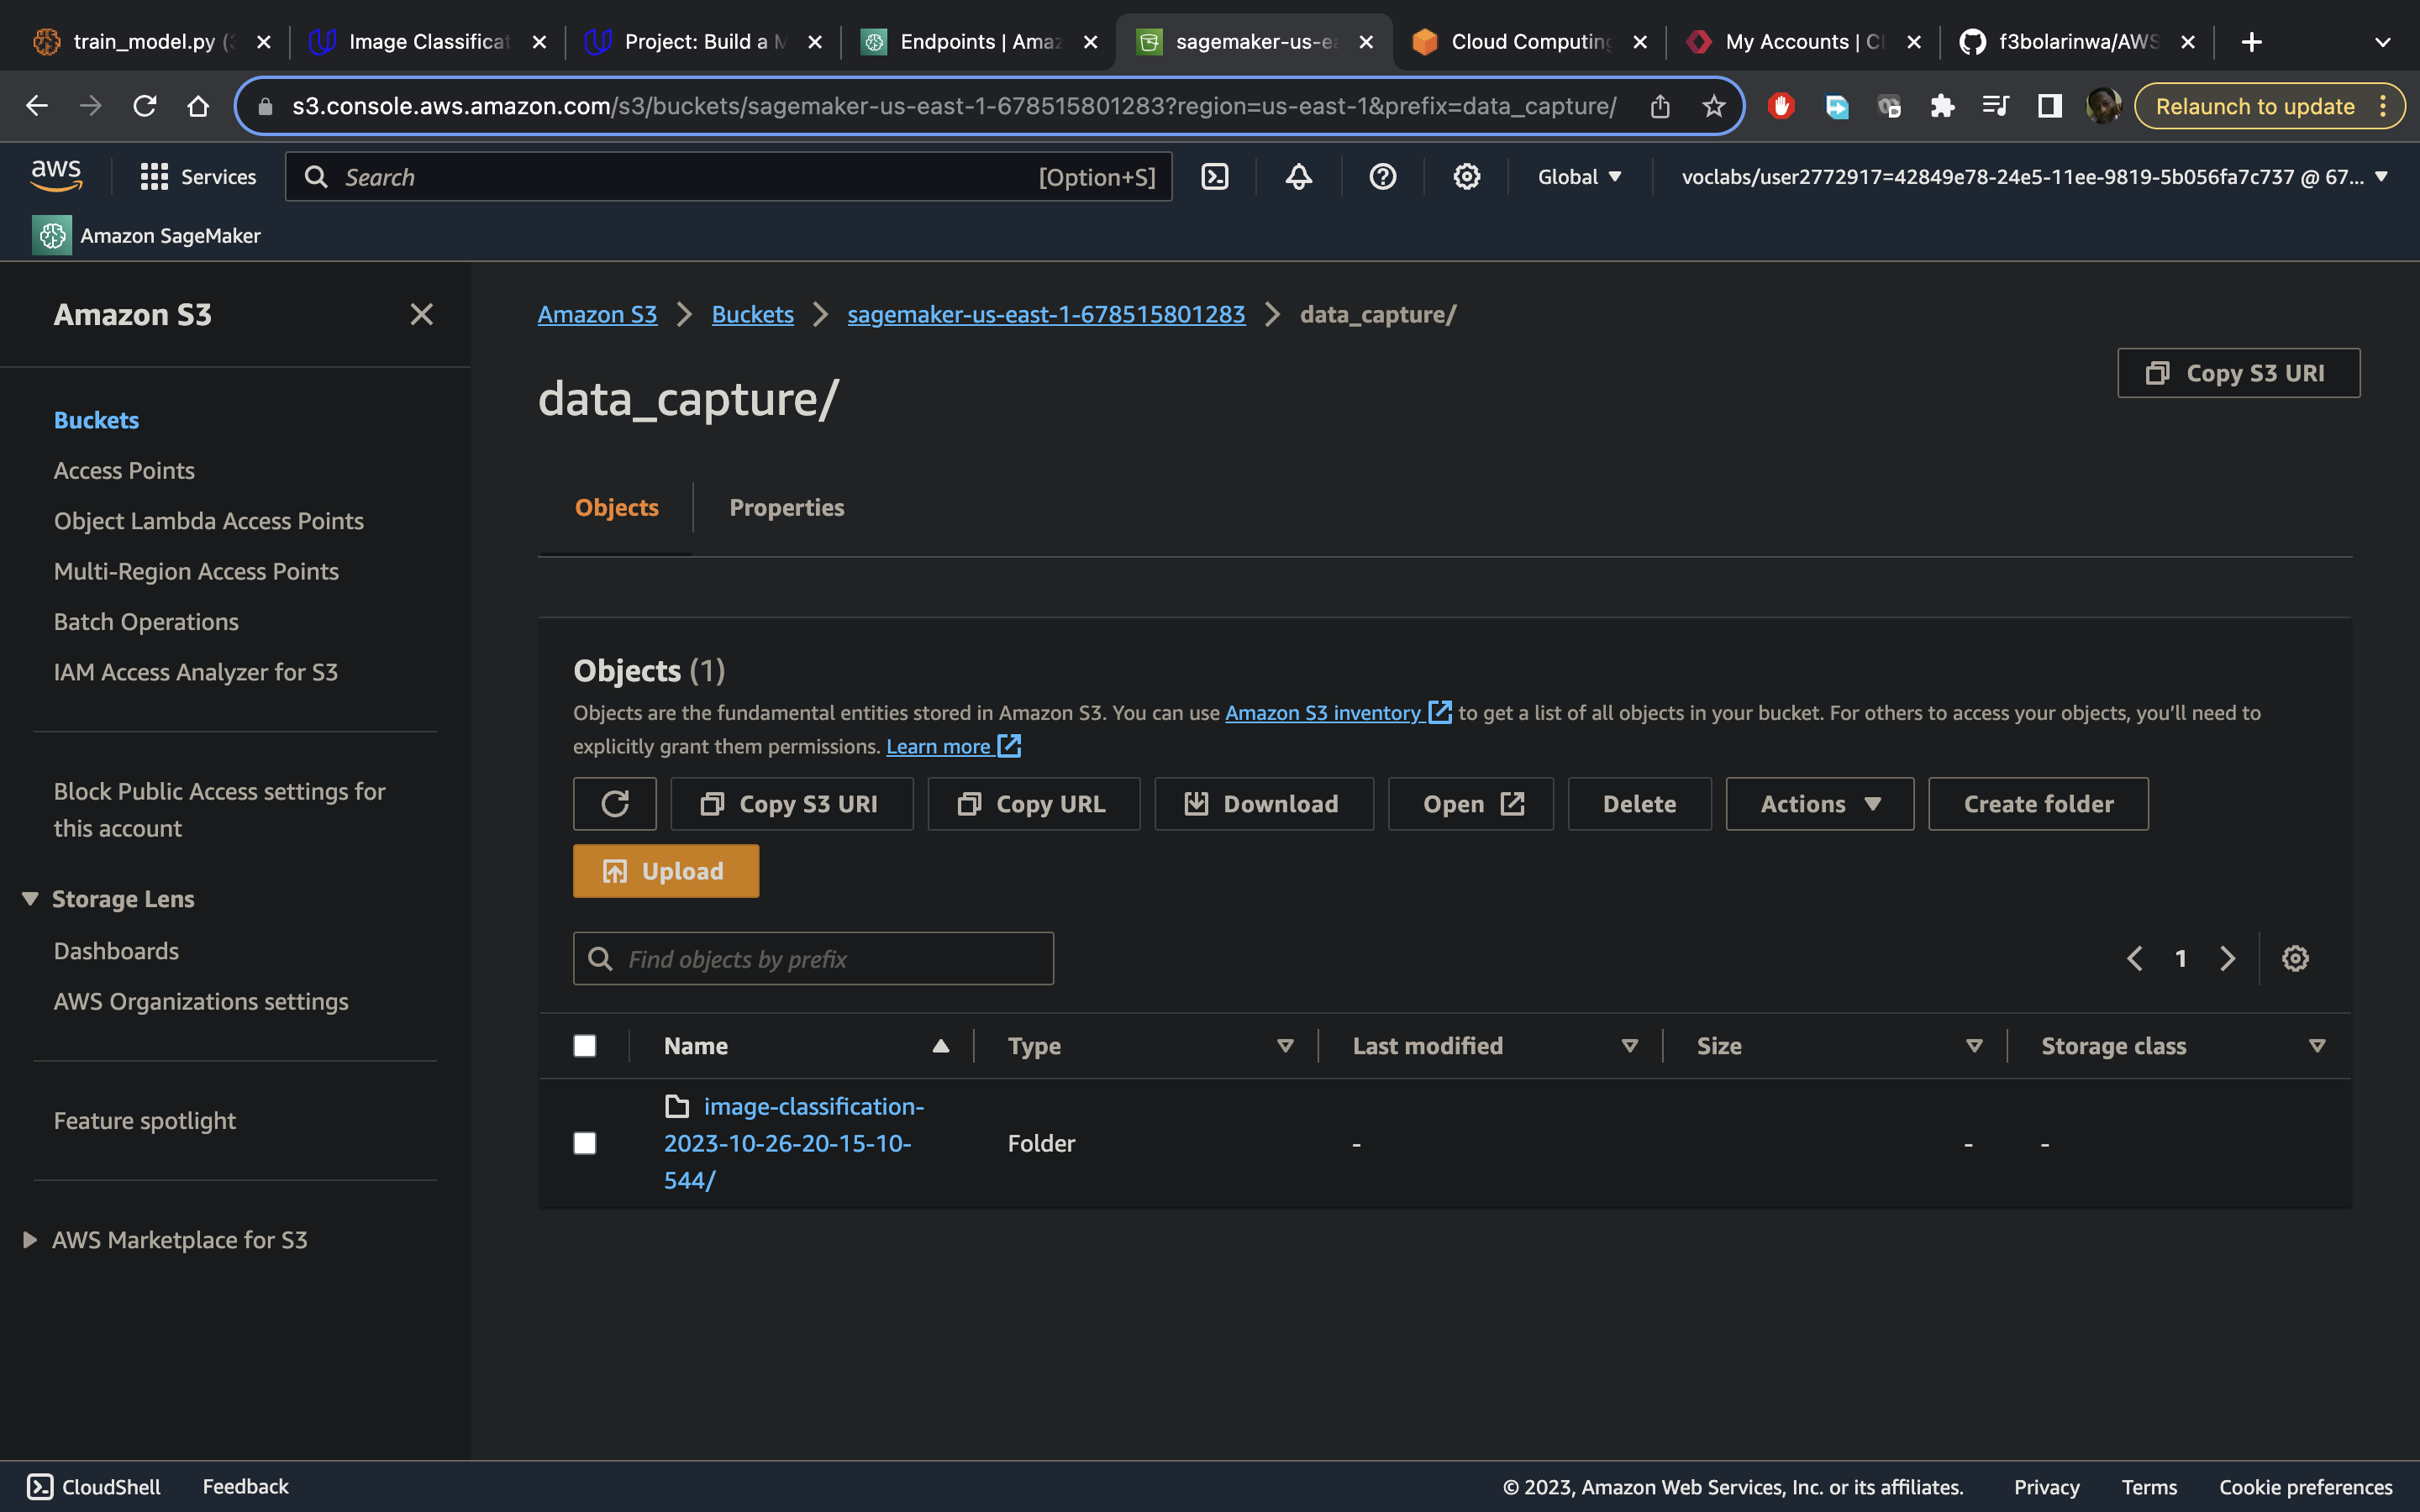 train_model.py (
Image Classificat
Project: Build a M
Endpoints | Amaz
sagemaker-us-ea
Cloud Computing
My Accounts | Cl
f3bolarinwa/AWS
s3.console.aws.amazon.com/s3/buckets/sagemaker-us-east-1-678515801283?region=us-east-1&prefix=data_capture/
Relaunch to update
aws
Services
Search
[Option+S]
Global
voclabs/user2772917=42849e78-24e5-11ee-9819-5b056fa7c737 @ 67...
Amazon SageMaker
Amazon S3
Buckets
Access Points
Object Lambda Access Points
Multi-Region Access Points
Batch Operations
IAM Access Analyzer for S3
Block Public Access settings for
this account
Storage Lens
Dashboards
AWS Organizations settings
Feature spotlight
AWS Marketplace for S3
Amazon S3 > Buckets > sagemaker-us-east-1-678515801283 > data_capture/
data_capture/
Copy S3 URI
Objects
Properties
Objects (1)
Objects are the fundamental entities stored in Amazon S3. You can use Amazon S3 inventory to get a list of all objects in your bucket. For others to access your objects, you’ll need to
explicitly grant them permissions. Learn more
Copy S3 URI
Copy URL
Download
Open
Delete
Actions
Create folder
Upload
Find objects by prefix
1
Name
Type
Last modified
Size
Storage class
image-classification-
2023-10-26-20-15-10-
544/
Folder
-
-
-
CloudShell
Feedback
© 2023, Amazon Web Services, Inc. or its affiliates.
Privacy
Terms
Cookie preferences